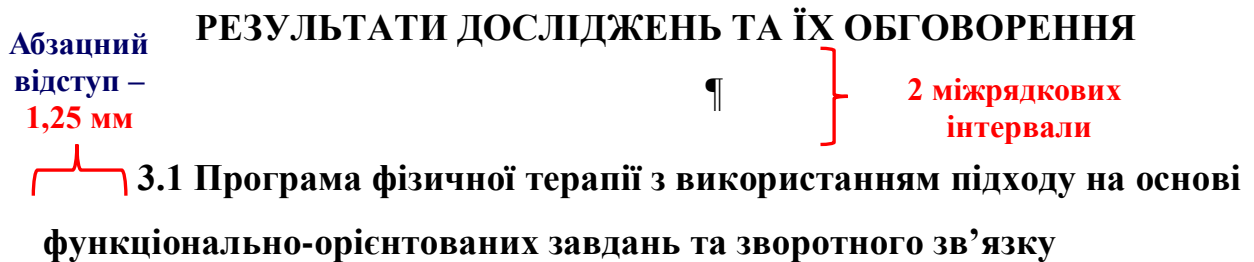 РЕЗУЛЬТАТИ ДОСЛІДЖЕНЬ ТА ЇХ ОБГОВОРЕННЯ
Абзацний
відступ –
1,25 мм
¶
2 міжрядкових
інтервали
3.1 Програма фізичної терапії з використанням підходу на основі
функціонально-орієнтованих завдань та зворотного зв’язку